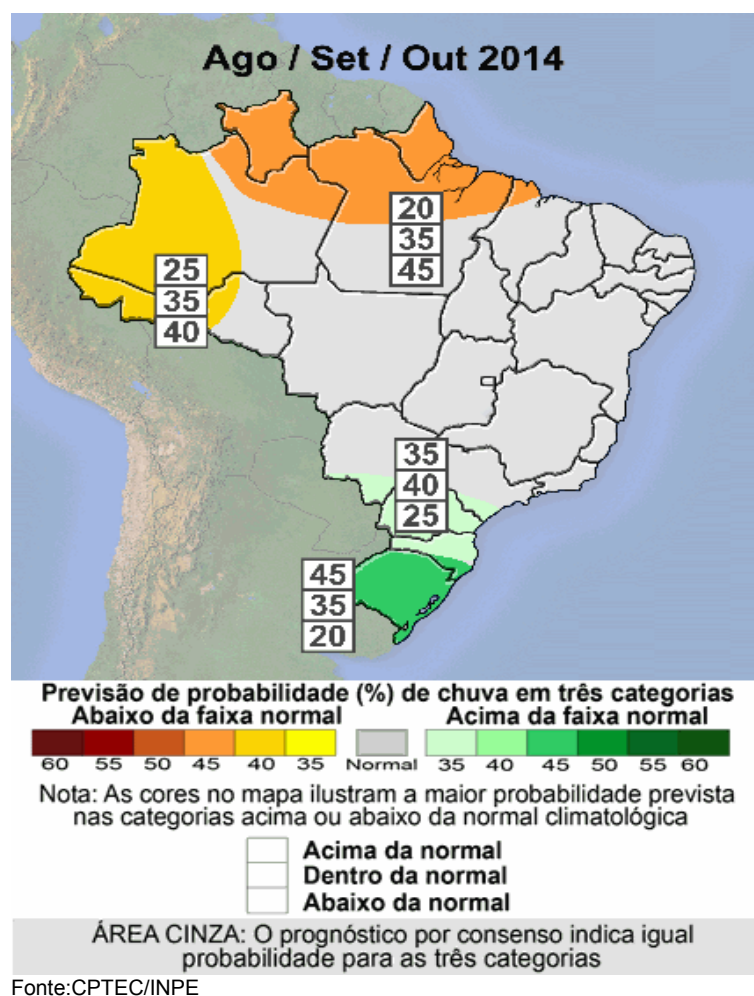 Ago / Set / Out 2014
20
35
45
25
35
40
35
40
25
45
35
20
Previsão de probabilidade (%) de chuva em três categorias
Abaixo da faixa normal Acima da faixa normal
60 55 50 45 40 35 Normal 35 40 45 50 55 60
Nota: As cores no mapa ilustram a maior probabilidade prevista
nas categorias acima ou abaixo da normal climatológica
Acima da normal
Dentro da normal
Abaixo da normal
ÁREA CINZA: O prognóstico por consenso indica igual
probabilidade para as três categorias
Fonte:CPTEC/INPE